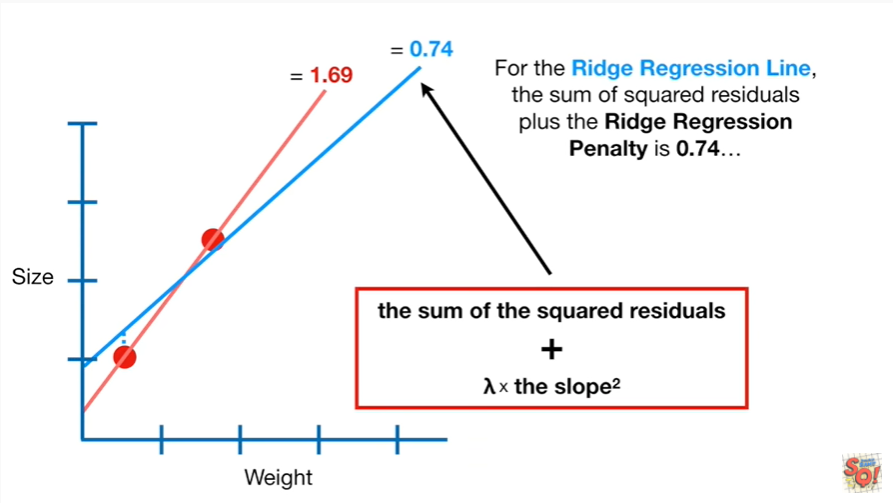 = 0.74
= 1.69
For the Ridge Regression Line,
the sum of squared residuals
plus the Ridge Regression
Penalty is 0.74…
Size
the sum of the squared residuals
+
λ x the slope²
Weight
SQ!